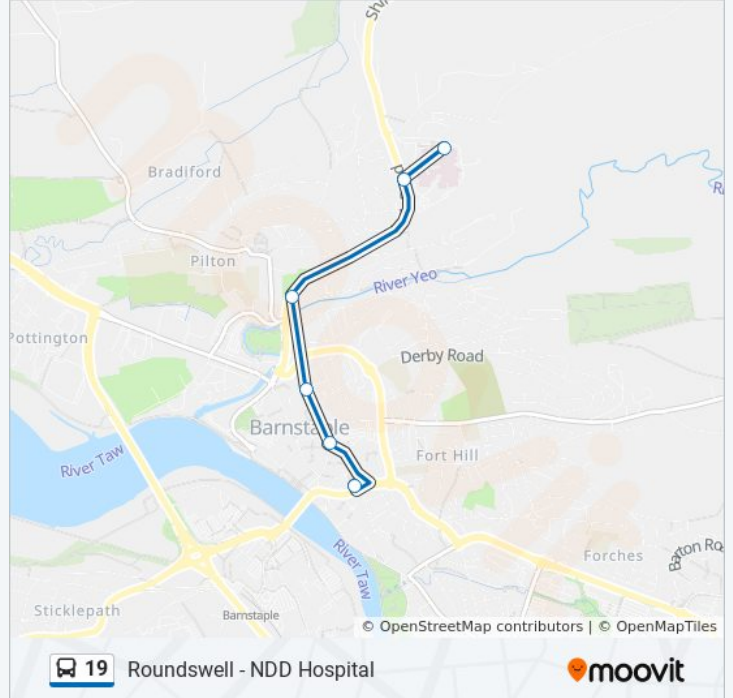 Bradiford
Pilton
River Yeo
Pottington
Derby Road
Barnstaple
Fort Hill
River Taw
River Taw
Forches
Sticklepath
Barnstaple
© OpenStreetMap contributors | © OpenMapTiles
19 Roundswell - NDD Hospital
moovit